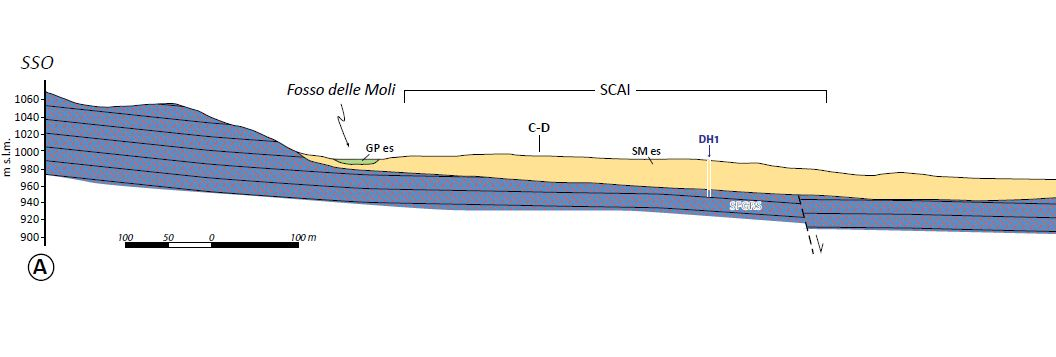 SSO
Fosso delle Moli
SCAI
C-D
DH1
GP es
SM es
SFGRS
m s.l.m.
1060
1040
1020
1000
980
960
940
920
900
100 50 0 100 m
A